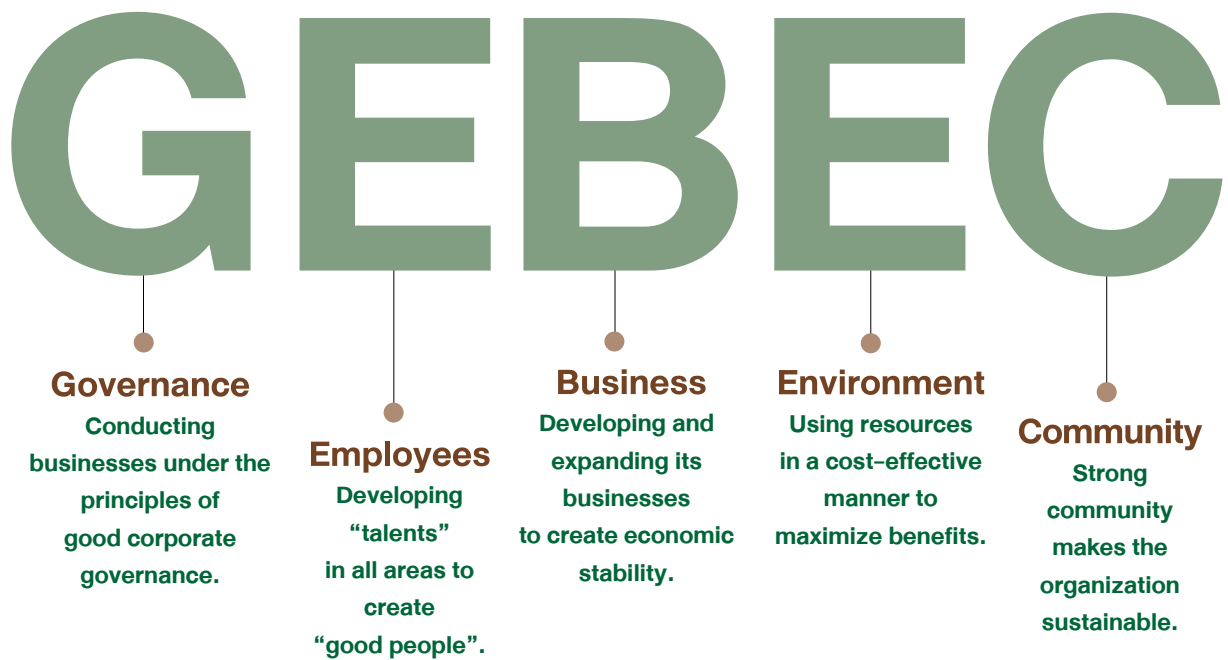 GEBEC
Governance
Conducting
businesses under the
principles of
good corporate
governance.
Employees
Developing
“talents”
in all areas to
create
“good people”.
Business
Developing and
expanding its
businesses
to create economic
stability.
Environment
Using resources
in a cost–effective
manner to
maximize benefits.
Community
Strong
community
makes the
organization
sustainable.